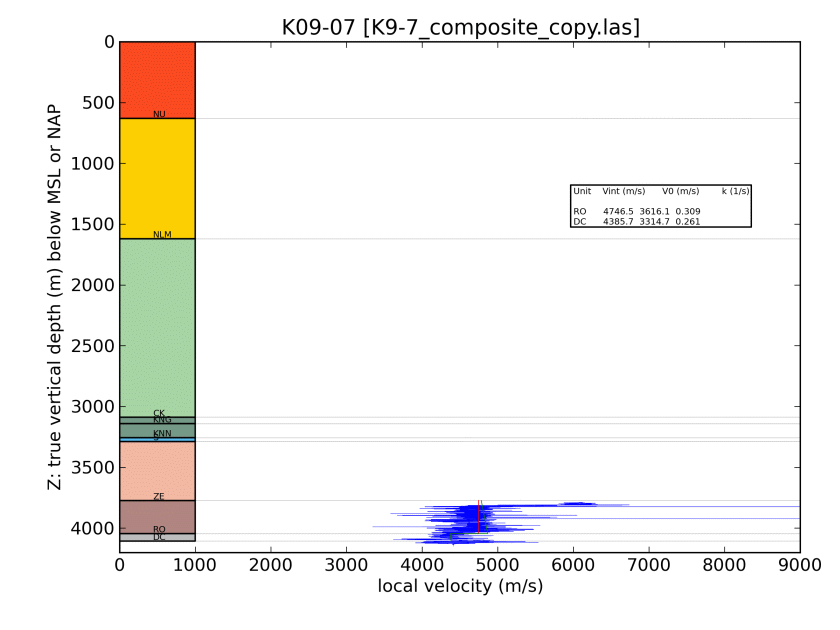 K09-07 [K9-7_composite_copy.las]
Z: true vertical depth (m) below MSL or NAP
0
500
1000
1500
2000
2500
3000
3500
4000
NU
NLM
CK
KNG
KNN
S
ZE
RO
DC
Unit Vint (m/s) V0 (m/s) k (1/s)
RO 4746.5 3616.1 0.309
DC 4385.7 3314.7 0.261
0 1000 2000 3000 4000 5000 6000 7000 8000 9000
local velocity (m/s)